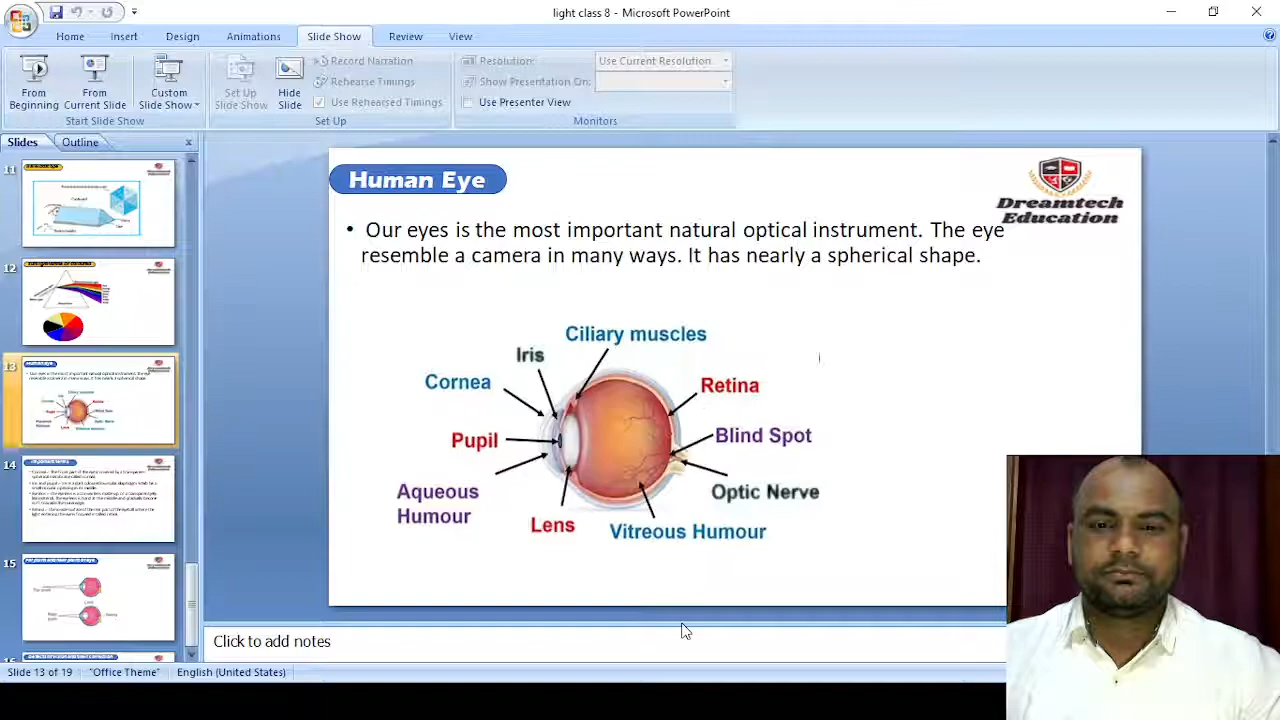 light class 8 - Microsoft PowerPoint
Home Insert Design Animations Slide Show Review View
From Beginning
From Current Slide
Custom Slide Show
Start Slide Show
Set Up Slide Show
Hide Slide
Record Narration
Rehearse Timings
Use Rehearsed Timings
Set Up
Resolution: Use Current Resolution
Show Presentation On:
Use Presenter View
Monitors
Slides Outline
11
12
13
14
15
Human Eye
Dreamtech
Education
• Our eyes is the most important natural optical instrument. The eye
resemble a camera in many ways. It has nearly a spherical shape.
Ciliary muscles
Iris
Cornea
Retina
Pupil
Blind Spot
Aqueous
Humour
Optic Nerve
Lens
Vitreous Humour
Click to add notes
Slide 13 of 19 "Office Theme" English (United States)